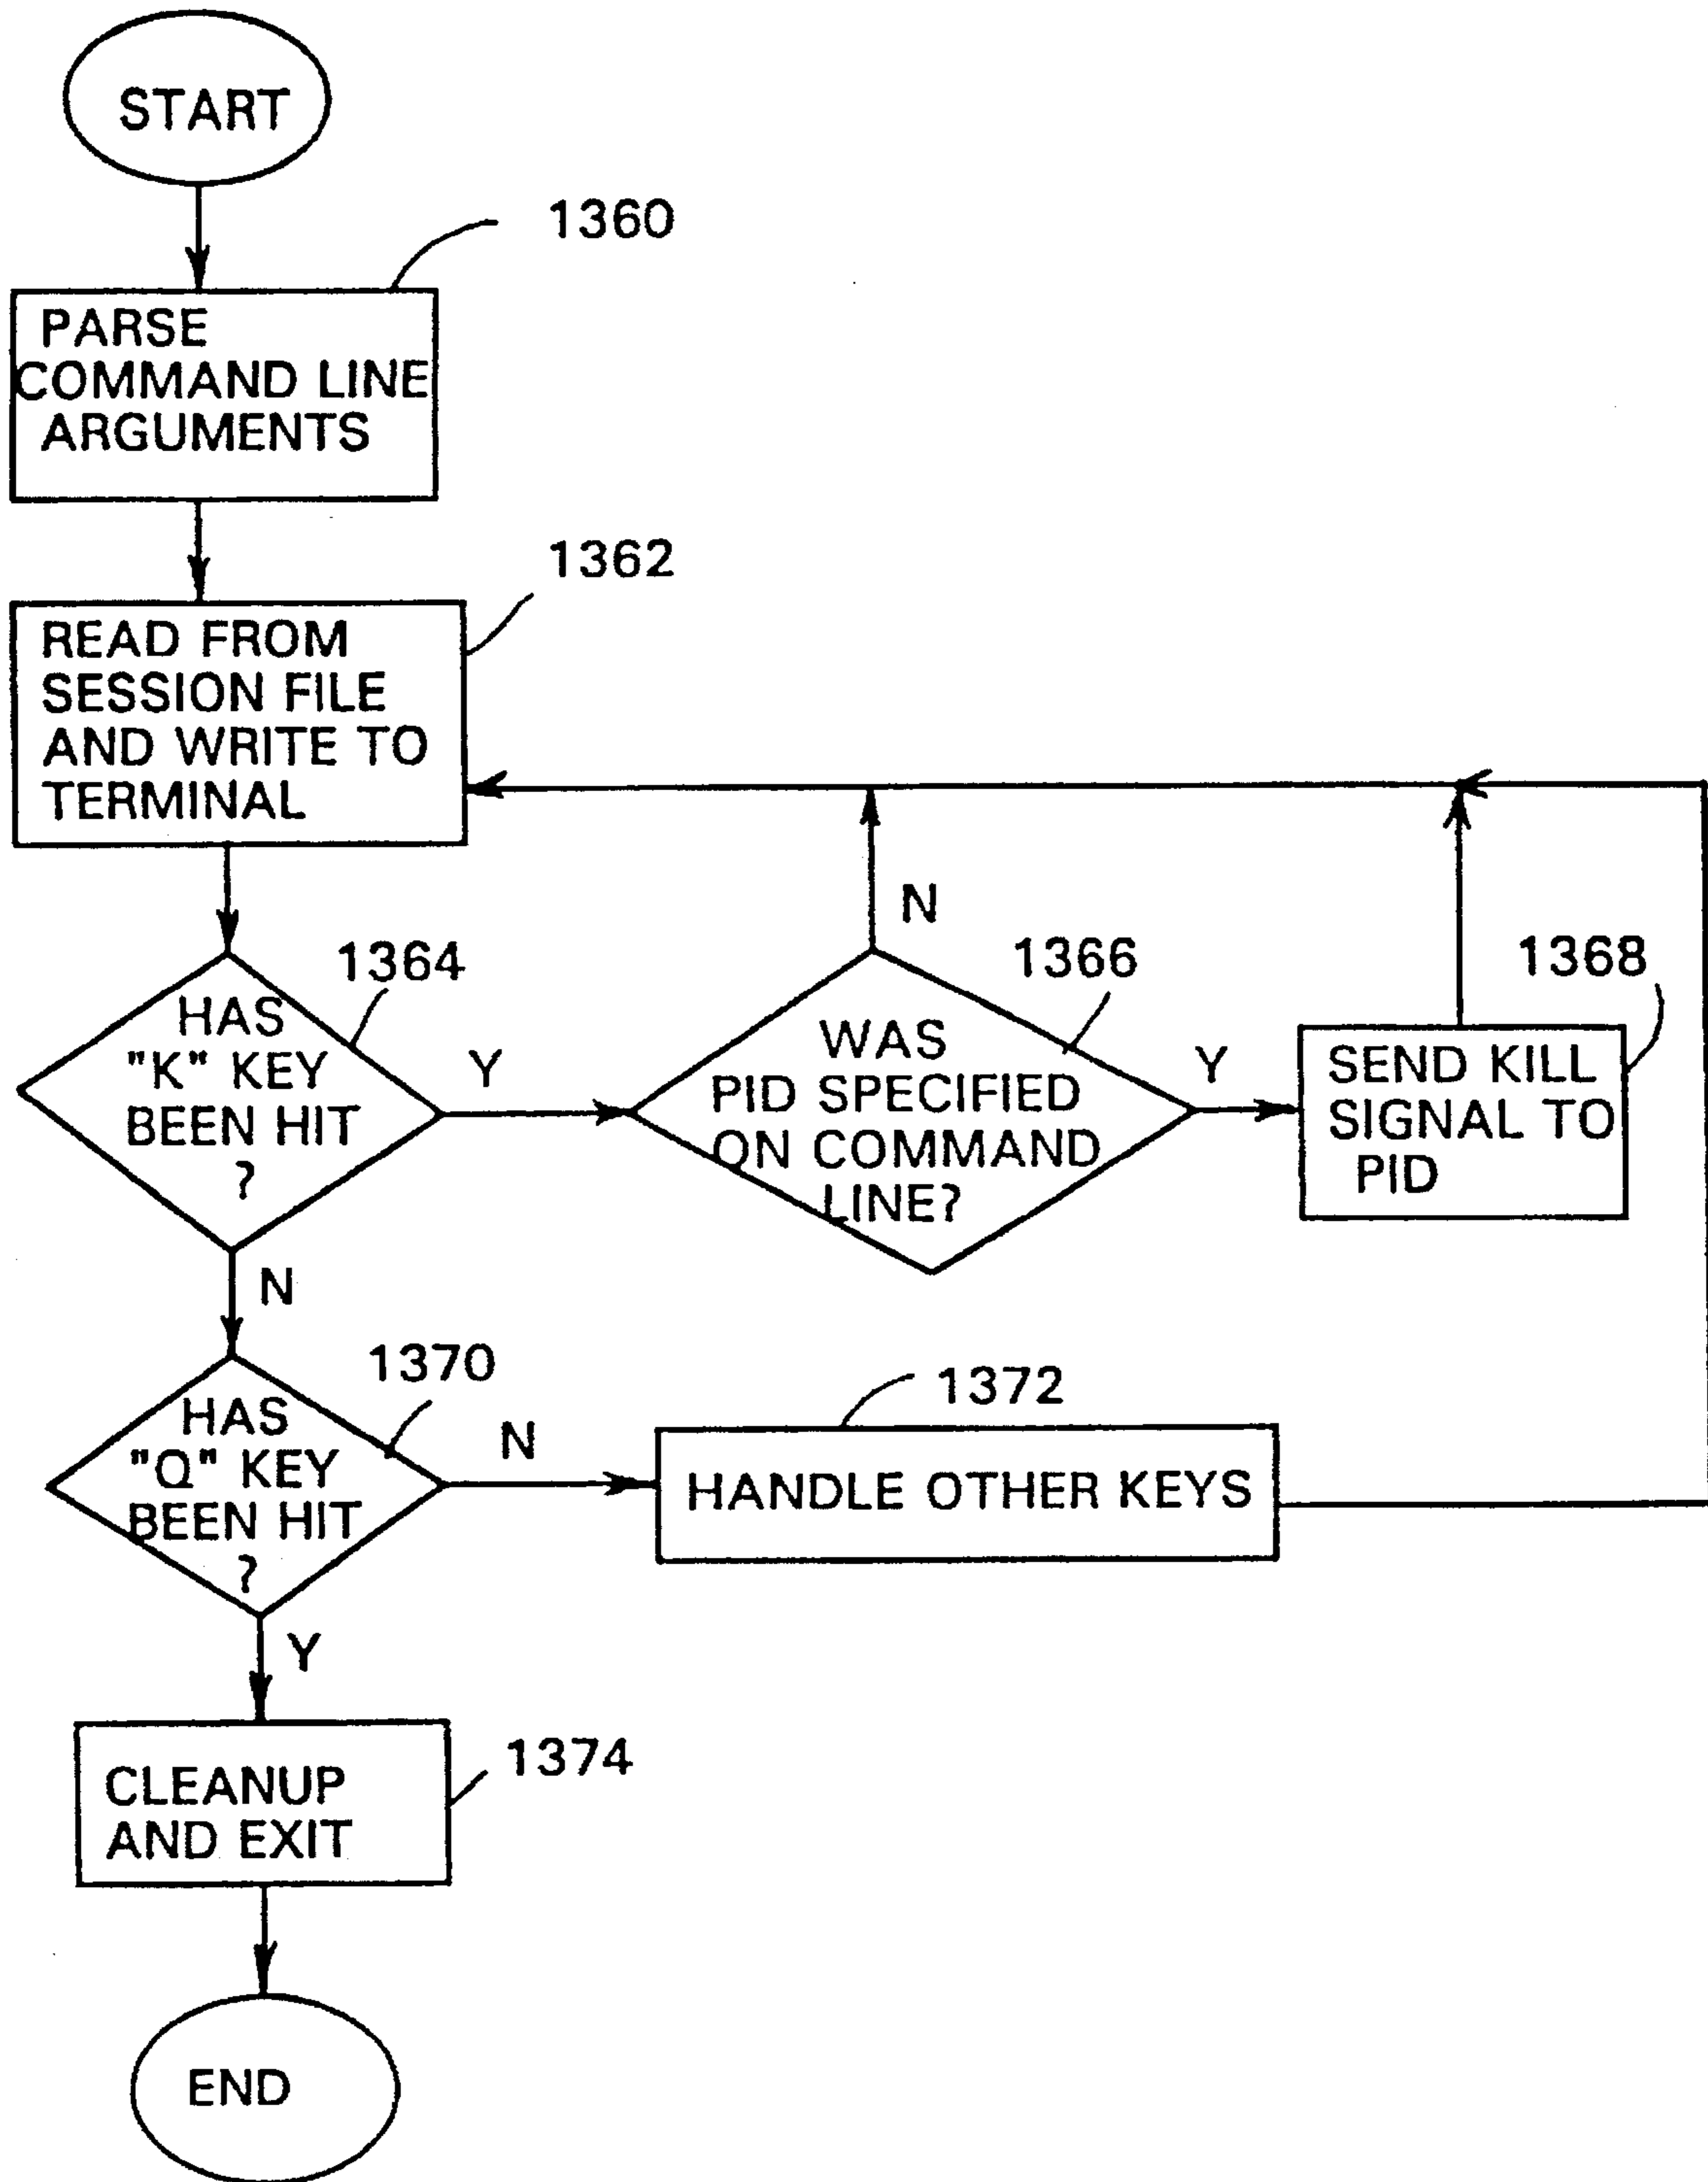 START
1360
PARSE
COMMAND LINE
ARGUMENTS
1362
READ FROM
SESSION FILE
AND WRITE TO
TERMINAL
N
1364
HAS
"K" KEY
BEEN HIT
?
Y
1366
WAS
PID SPECIFIED
ON COMMAND
LINE?
Y
1368
SEND KILL
SIGNAL TO
PID
N
1370
HAS
"Q" KEY
BEEN HIT
?
N
1372
HANDLE OTHER KEYS
Y
1374
CLEANUP
AND EXIT
END